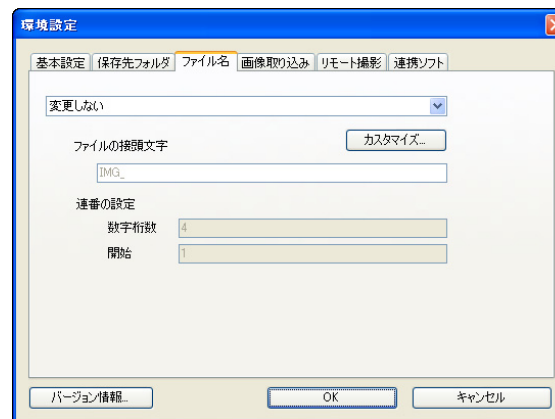 環境設定
基本設定 保存先フォルダ ファイル名 画像取り込み リモート撮影 連携ソフト
変更しない
ファイルの接頭文字 カスタマイズ...
IMG_
連番の設定
数字桁数 4
開始 1
バージョン情報... OK キャンセル